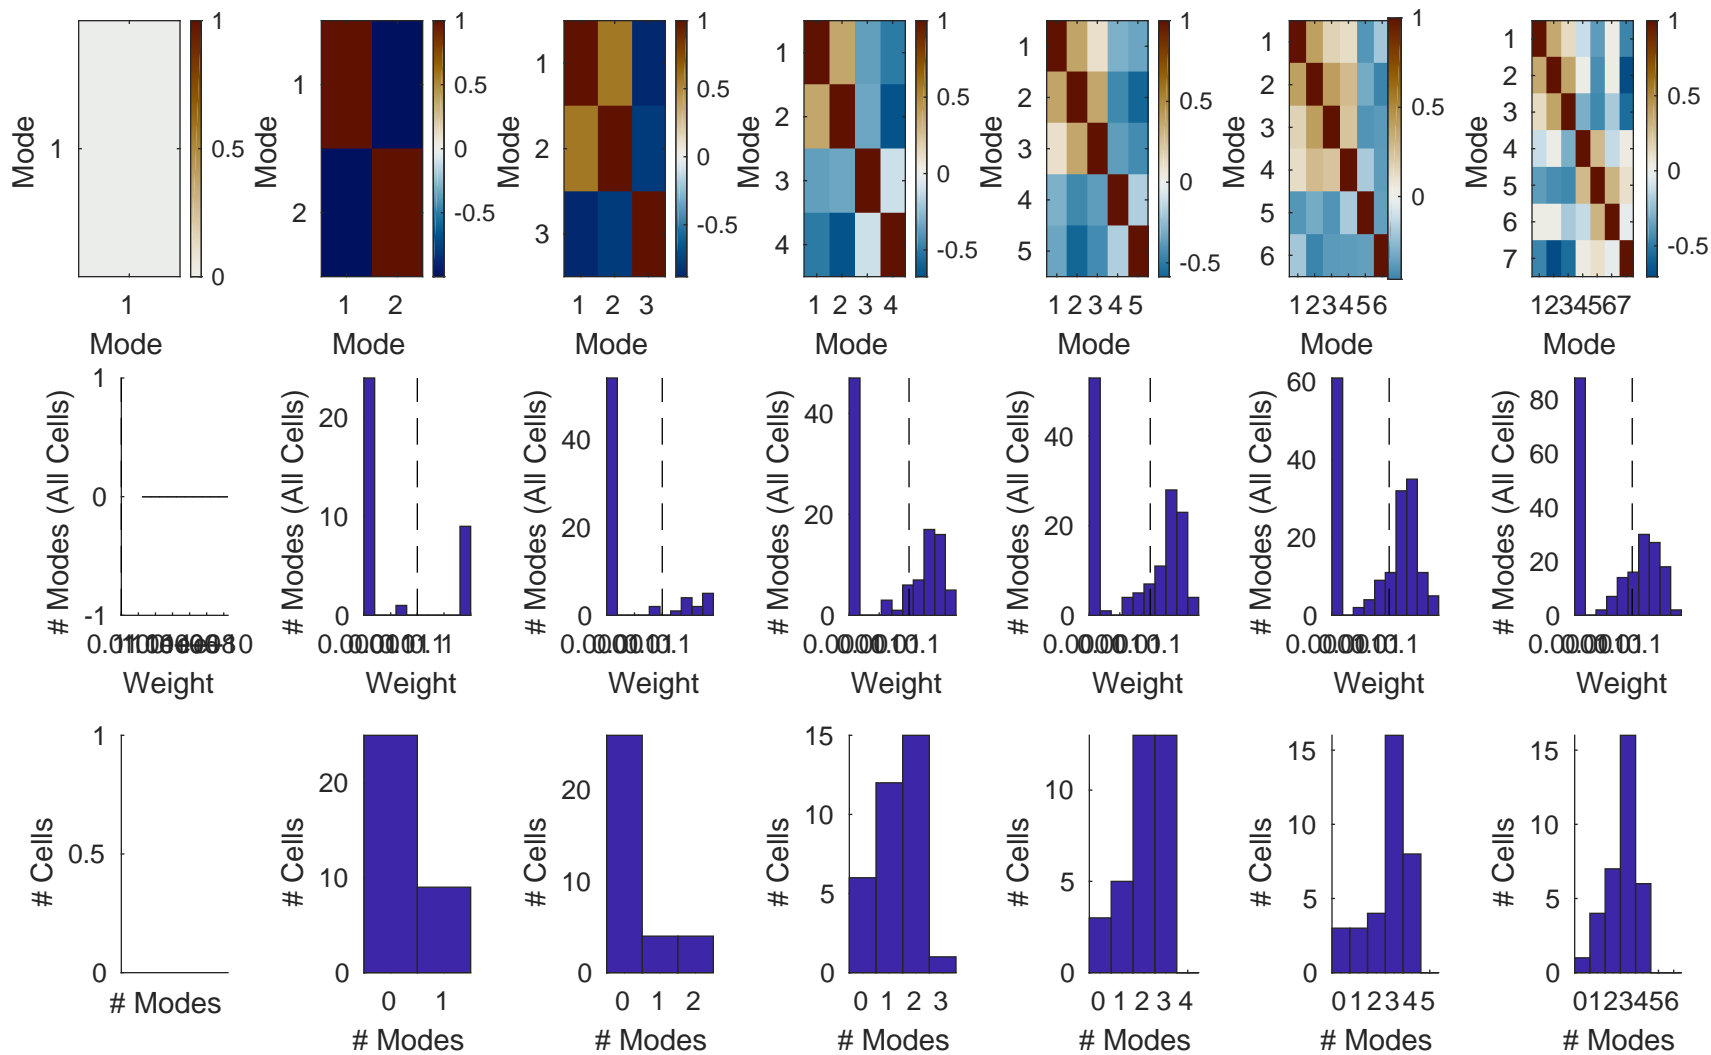 1 1 1 1 1 1 1
Mode 1 0.5 0
Mode 1 2 0.5 0 -0.5
Mode 1 2 3 0.5 0 -0.5
Mode 1 2 3 4 0.5 0 -0.5
Mode 1 2 3 4 5 0.5 0 -0.5
Mode 1 2 3 4 5 6 0.5 0
Mode 1 2 3 4 5 6 7 0.5 0 -0.5
1 1 2 1 2 3 1 2 3 4 1 2 3 4 5 123456 1234567
Mode Mode Mode Mode Mode Mode Mode
# Modes (All Cells) 1 0 -1
# Modes (All Cells) 20 10 0
# Modes (All Cells) 40 20 0
# Modes (All Cells) 40 20 0
# Modes (All Cells) 40 20 0
# Modes (All Cells) 60 40 20 0
# Modes (All Cells) 80 60 40 20 0
Weight Weight Weight Weight Weight Weight Weight
# Cells 1 0.5 0
# Cells 20 10 0
# Cells 20 10 0
# Cells 15 10 5 0
# Cells 10 5 0
# Cells 15 10 5 0
# Cells 15 10 5 0
0 1 0 1 2 0 1 2 3 0 1 2 3 4 0 1 2 3 4 5 0123456
# Modes # Modes # Modes # Modes # Modes # Modes # Modes